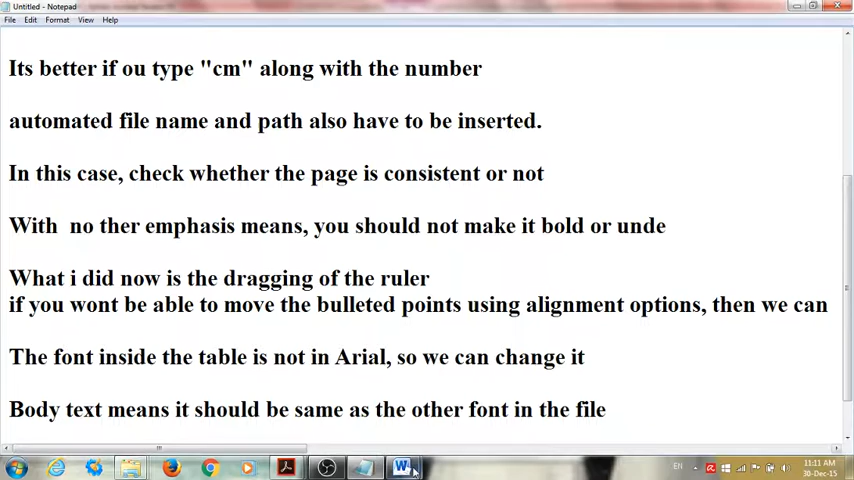 Untitled - Notepad
File Edit Format View Help
Its better if ou type "cm" along with the number
automated file name and path also have to be inserted.
In this case, check whether the page is consistent or not
With  no ther emphasis means, you should not make it bold or unde
What i did now is the dragging of the ruler
if you wont be able to move the bulleted points using alignment options, then we can
The font inside the table is not in Arial, so we can change it
Body text means it should be same as the other font in the file
EN
11:11 AM
30-Dec-15